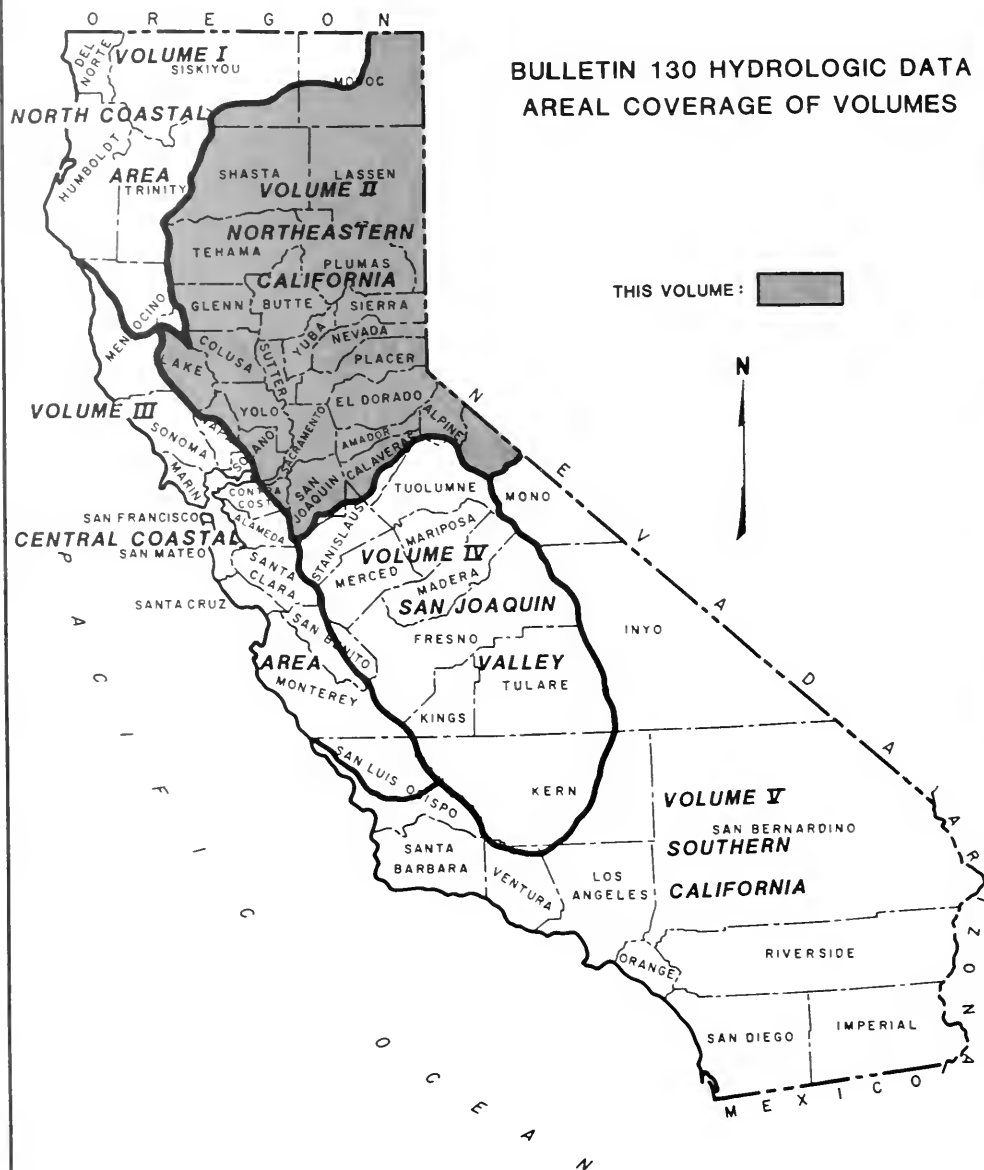 O R E G O N
BULLETIN 130 HYDROLOGIC DATA
AREAL COVERAGE OF VOLUMES
DEL NORTE
VOLUME I
SISKIYOU
MODOC
NORTH COASTAL
HUMBOLDT
AREA
TRINITY
SHASTA
LASSEN
VOLUME II
NORTHEASTERN
TEHAMA
PLUMAS
CALIFORNIA
THIS VOLUME:
GLENN
BUTTE
SIERRA
MENDOCINO
COLUSA
SUTTER
YUBA
NEVADA
LAKE
PLACER
N
VOLUME III
YOLO
EL DORADO
ALPINE
NAPA
SOLANO
SACRAMENTO
AMADOR
CALAVERAS
SONOMA
MARIN
CONTRA COSTA
SAN JOAQUIN
TUOLUMNE
MONO
N E V A D A
SAN FRANCISCO
ALAMEDA
CENTRAL COASTAL
SAN MATEO
STANISLAUS
VOLUME IV
MARIPOSA
MERCED
MADERA
SANTA CLARA
SANTA CRUZ
SAN JOAQUIN
SAN BENITO
FRESNO
INYO
AREA
VALLEY
MONTEREY
TULARE
KINGS
SAN LUIS OBISPO
KERN
VOLUME V
SAN BERNARDINO
SOUTHERN
SANTA BARBARA
VENTURA
LOS ANGELES
CALIFORNIA
ORANGE
RIVERSIDE
SAN DIEGO
IMPERIAL
A R I Z O N A
M E X I C O
P A C I F I C
O C E A N